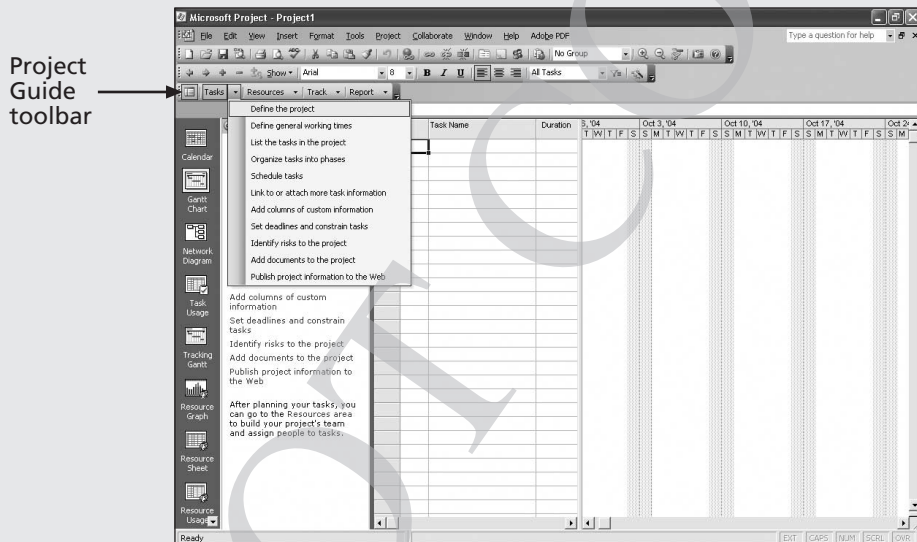 Project
Guide
toolbar
Microsoft Project - Project1
File Edit View Insert Format Tools Project Collaborate Window Help Adobe PDF
Type a question for help
No Group
Show Arial 8 B I U All Tasks
Tasks Resources Track Report
Define the project
Define general working times
List the tasks in the project
Organize tasks into phases
Schedule tasks
Link to or attach more task information
Add columns of custom information
Set deadlines and constrain tasks
Identify risks to the project
Add documents to the project
Publish project information to the Web
Task Name Duration
, '04 Oct 3, '04 Oct 10, '04 Oct 17, '04 Oct 24
T W T F S S M T W T F S S M T W T F S S M T W T F S S M
Calendar
Gantt
Chart
Network
Diagram
Task
Usage
Tracking
Gantt
Resource
Graph
Resource
Sheet
Resource
Usage
Add columns of custom
information
Set deadlines and constrain
tasks
Identify risks to the project
Add documents to the project
Publish project information to
the Web
After planning your tasks, you
can go to the Resources area
to build your project's team
and assign people to tasks.
Ready
EXT CAPS NUM SCRL OVR